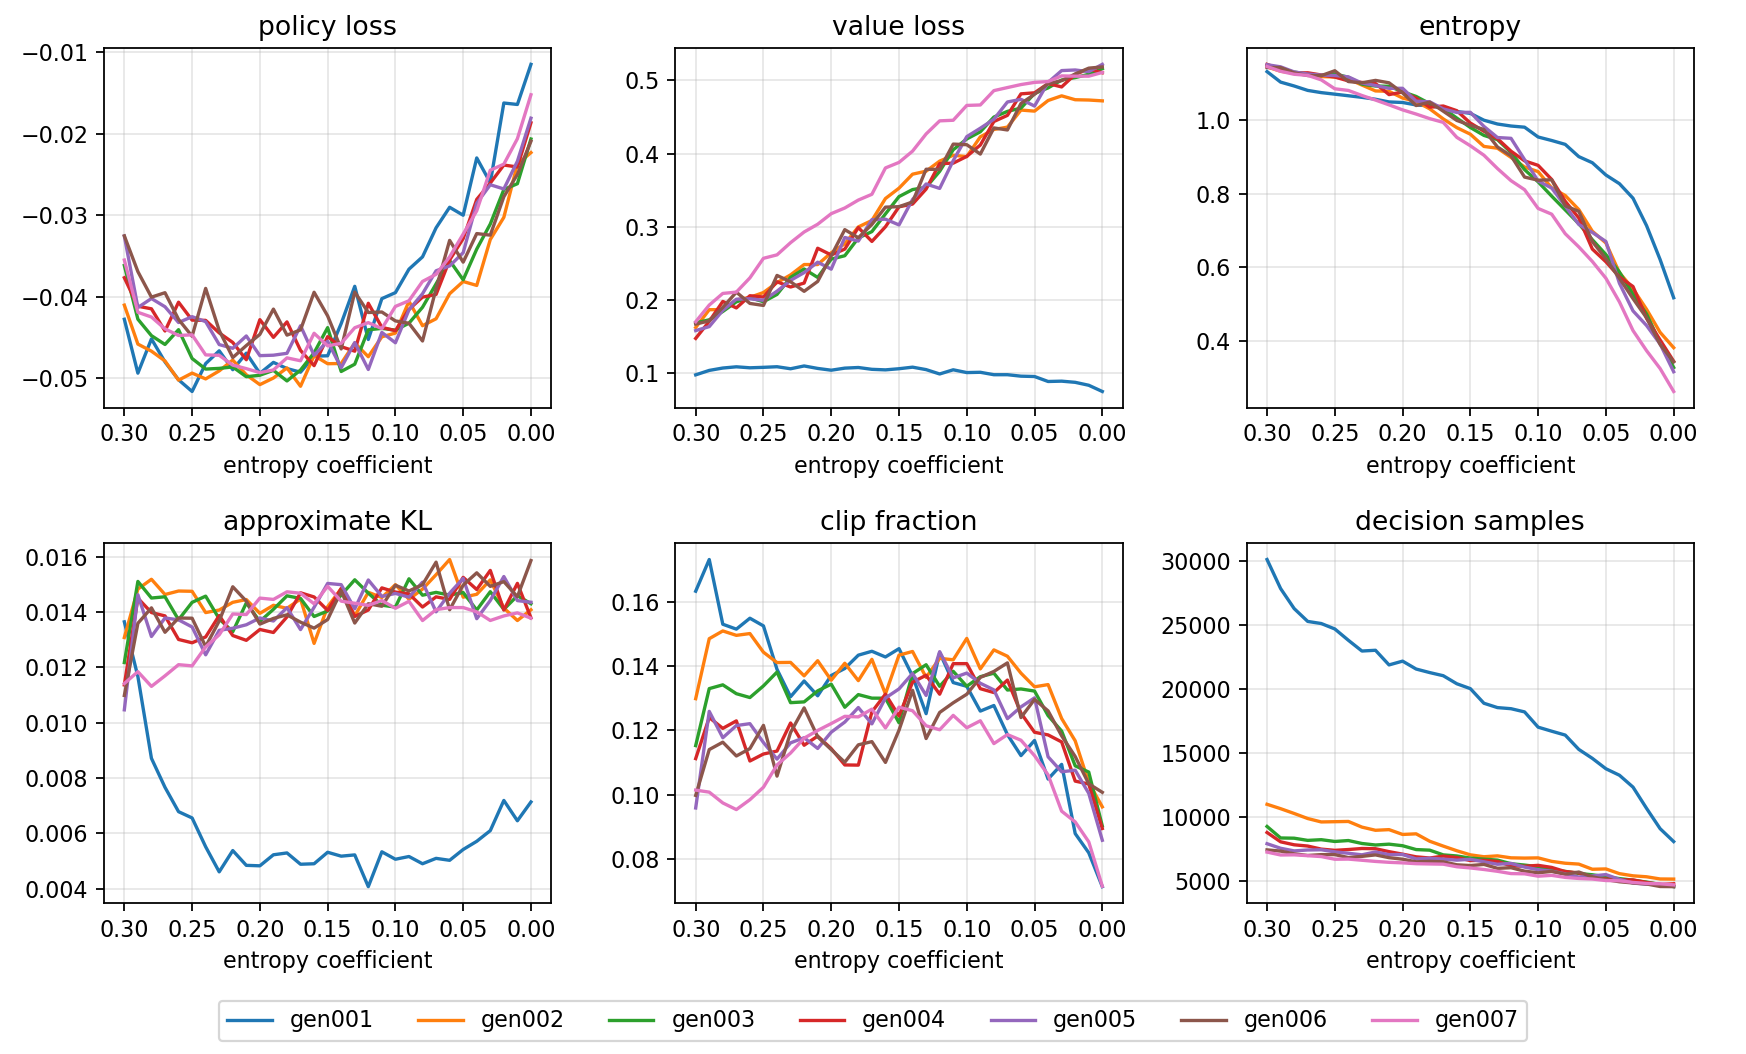 policy loss
value loss
entropy
−0.01
−0.02
−0.03
−0.04
−0.05
0.5
0.4
0.3
0.2
0.1
1.0
0.8
0.6
0.4
0.30 0.25 0.20 0.15 0.10 0.05 0.00
0.30 0.25 0.20 0.15 0.10 0.05 0.00
0.30 0.25 0.20 0.15 0.10 0.05 0.00
entropy coefficient
entropy coefficient
entropy coefficient
approximate KL
clip fraction
decision samples
0.016
0.014
0.012
0.010
0.008
0.006
0.004
0.16
0.14
0.12
0.10
0.08
30000
25000
20000
15000
10000
5000
0.30 0.25 0.20 0.15 0.10 0.05 0.00
0.30 0.25 0.20 0.15 0.10 0.05 0.00
0.30 0.25 0.20 0.15 0.10 0.05 0.00
entropy coefficient
entropy coefficient
entropy coefficient
gen001 gen002 gen003 gen004 gen005 gen006 gen007